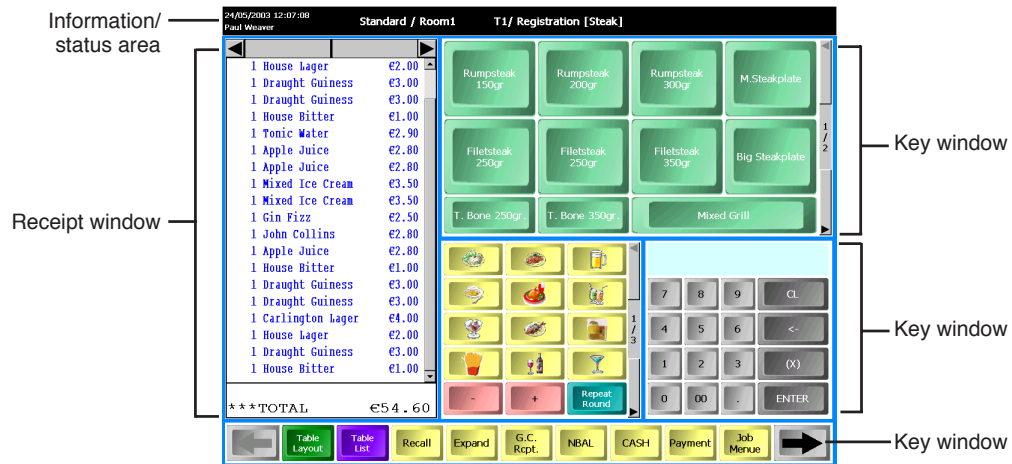 Information/
status area
24/05/2003 12:07:08
Paul Weaver
Standard / Room1
T1/ Registration [Steak]
Receipt window
1 House Lager €2.00
1 Draught Guiness €3.00
1 Draught Guiness €3.00
1 House Bitter €1.00
1 Tonic Water €2.90
1 Apple Juice €2.80
1 Apple Juice €2.80
1 Mixed Ice Cream €3.50
1 Mixed Ice Cream €3.50
1 Gin Fizz €2.50
1 John Collins €2.80
1 Apple Juice €2.80
1 House Bitter €1.00
1 Draught Guiness €3.00
1 Draught Guiness €3.00
1 Carlington Lager €4.00
1 House Lager €2.00
1 Draught Guiness €3.00
1 House Bitter €1.00
***TOTAL €54.60
Rumpsteak
150gr
Rumpsteak
200gr
Rumpsteak
300gr
M.Steakplate
Filetsteak
250gr
Filetsteak
250gr
Filetsteak
350gr
Big Steakplate
T. Bone 250gr.
T. Bone 350gr.
Mixed Grill
1
/
2
Key window
1
/
3
- + Repeat
Round
7 8 9 CL
4 5 6 <-
1 2 3 (X)
0 00 . ENTER
Key window
Table
Layout
Table
List
Recall
Expand
G.C.
Rcpt.
NBAL
CASH
Payment
Job
Menue
Key window